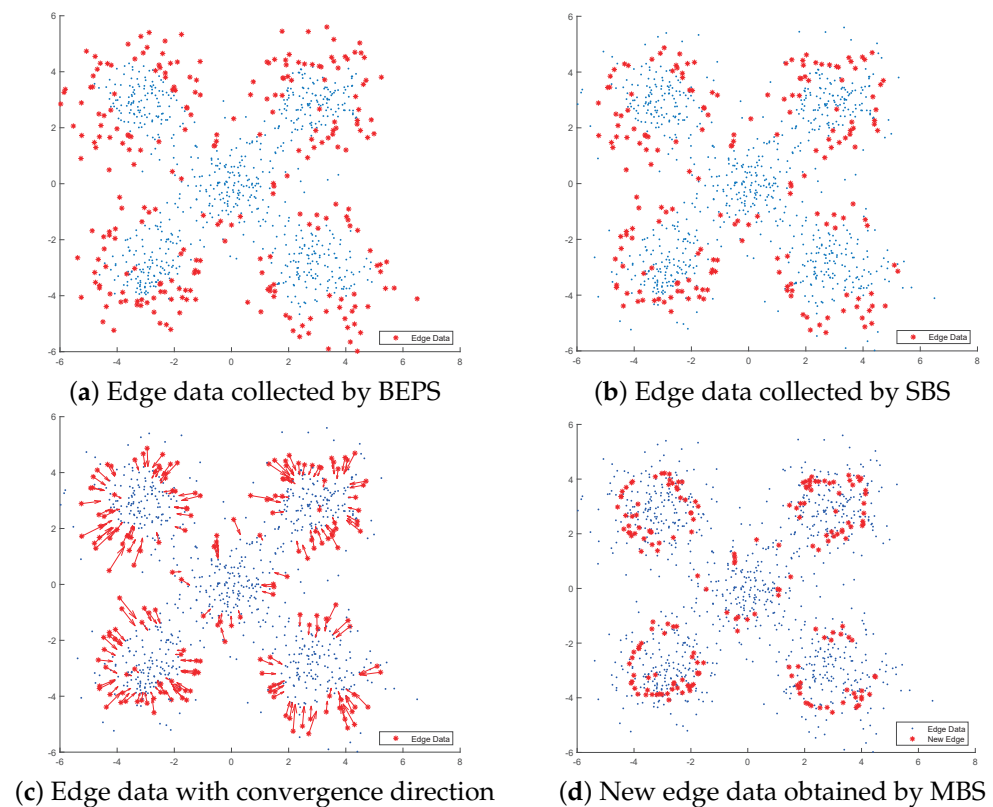 6
4
2
0
-2
-4
-6
-6 -4 -2 0 2 4 6 8
Edge Data
(a) Edge data collected by BEPS
6
4
2
0
-2
-4
-6
-6 -4 -2 0 2 4 6 8
Edge Data
(b) Edge data collected by SBS
6
4
2
0
-2
-4
-6
-6 -4 -2 0 2 4 6 8
Edge Data
(c) Edge data with convergence direction
6
4
2
0
-2
-4
-6
-6 -4 -2 0 2 4 6 8
Edge Data
New Edge
(d) New edge data obtained by MBS